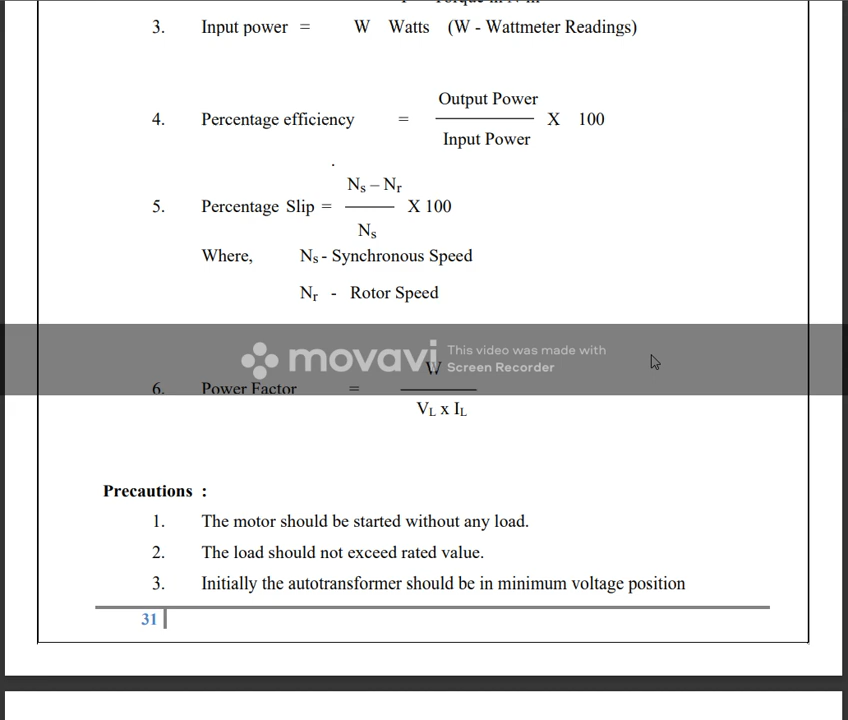 3. Input power = W Watts (W - Wattmeter Readings)
Output Power
4. Percentage efficiency = X 100
Input Power
Ns – Nr
5. Percentage Slip = X 100
Ns
Where, Ns - Synchronous Speed
Nr - Rotor Speed
movavi This video was made with
Screen Recorder
W
6. Power Factor =
VL x IL
Precautions :
1. The motor should be started without any load.
2. The load should not exceed rated value.
3. Initially the autotransformer should be in minimum voltage position
31